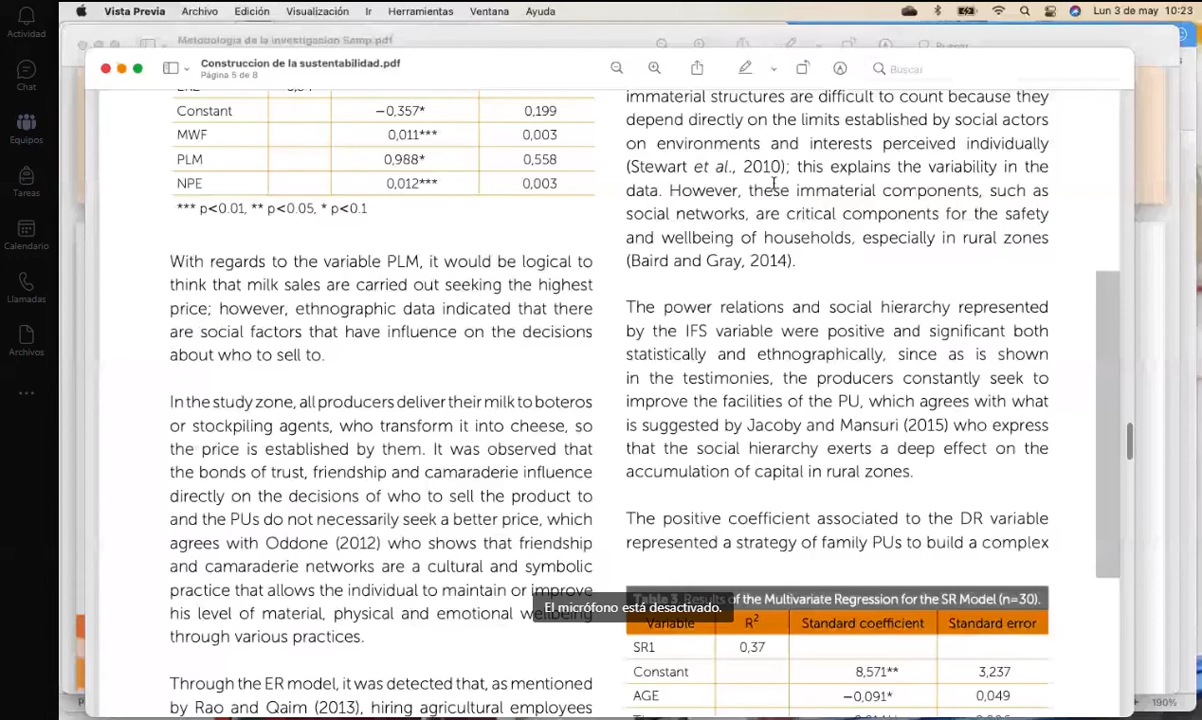 Vista Previa Archivo Edición Visualización Ir Herramientas Ventana Ayuda
Lun 3 de may 10:23
Actividad
Chat
Equipos
Tareas
Calendario
Llamadas
Archivos
Metodologia de la investigacion Samp.pdf
Construccion de la sustentabilidad.pdf
Página 5 de 8
Buscar
Constant −0,357* 0,199
MWF 0,011*** 0,003
PLM 0,988* 0,558
NPE 0,012*** 0,003
*** p<0.01, ** p<0.05, * p<0.1
With regards to the variable PLM, it would be logical to
think that milk sales are carried out seeking the highest
price; however, ethnographic data indicated that there
are social factors that have influence on the decisions
about who to sell to.
In the study zone, all producers deliver their milk to boteros
or stockpiling agents, who transform it into cheese, so
the price is established by them. It was observed that
the bonds of trust, friendship and camaraderie influence
directly on the decisions of who to sell the product to
and the PUs do not necessarily seek a better price, which
agrees with Oddone (2012) who shows that friendship
and camaraderie networks are a cultural and symbolic
practice that allows the individual to maintain or improve
his level of material, physical and emotional wellbeing
through various practices.
Through the ER model, it was detected that, as mentioned
by Rao and Qaim (2013), hiring agricultural employees
immaterial structures are difficult to count because they
depend directly on the limits established by social actors
on environments and interests perceived individually
(Stewart et al., 2010); this explains the variability in the
data. However, these immaterial components, such as
social networks, are critical components for the safety
and wellbeing of households, especially in rural zones
(Baird and Gray, 2014).
The power relations and social hierarchy represented
by the IFS variable were positive and significant both
statistically and ethnographically, since as is shown
in the testimonies, the producers constantly seek to
improve the facilities of the PU, which agrees with what
is suggested by Jacoby and Mansuri (2015) who express
that the social hierarchy exerts a deep effect on the
accumulation of capital in rural zones.
The positive coefficient associated to the DR variable
represented a strategy of family PUs to build a complex
El micrófono está desactivado.
Table 3. Results of the Multivariate Regression for the SR Model (n=30).
Variable R2 Standard coefficient Standard error
SR1 0,37
Constant 8,571** 3,237
AGE −0,091* 0,049
190%